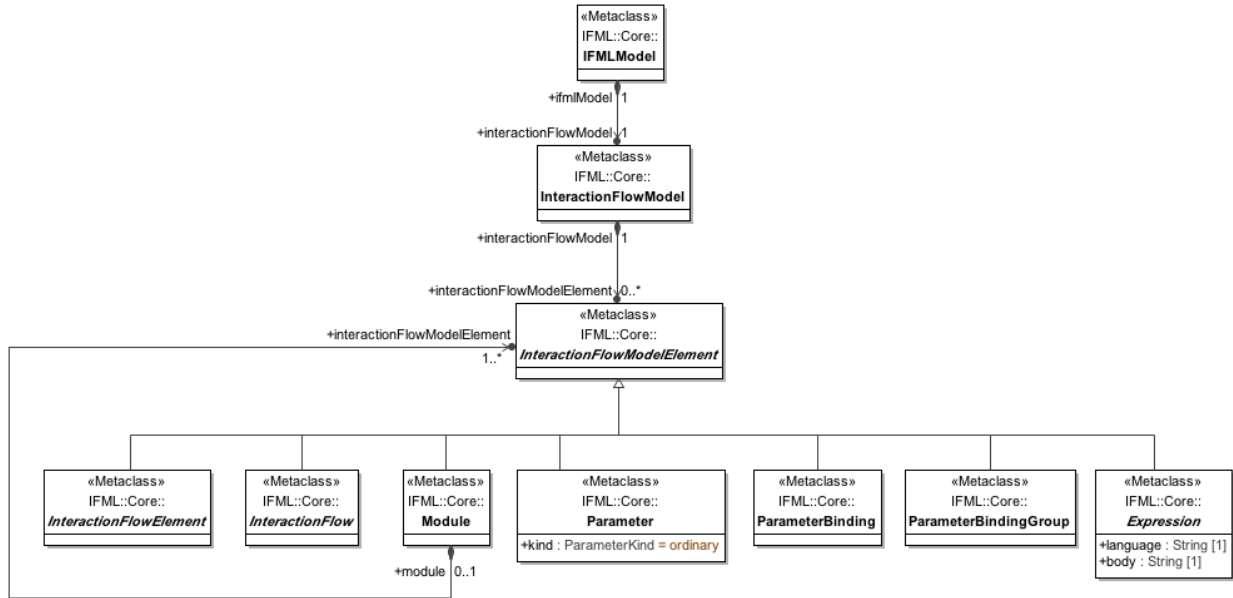 «Metaclass»
IFML::Core::
IFMLModel
+ifmlModel 1
+interactionFlowModel 1
«Metaclass»
IFML::Core::
InteractionFlowModel
+interactionFlowModel 1
+interactionFlowModelElement 0..*
«Metaclass»
IFML::Core::
InteractionFlowModelElement
+interactionFlowModelElement
1..*
«Metaclass»
IFML::Core::
InteractionFlowElement
«Metaclass»
IFML::Core::
InteractionFlow
«Metaclass»
IFML::Core::
Module
+module 0..1
«Metaclass»
IFML::Core::
Parameter
+kind : ParameterKind = ordinary
«Metaclass»
IFML::Core::
ParameterBinding
«Metaclass»
IFML::Core::
ParameterBindingGroup
«Metaclass»
IFML::Core::
Expression
+language : String [1]
+body : String [1]